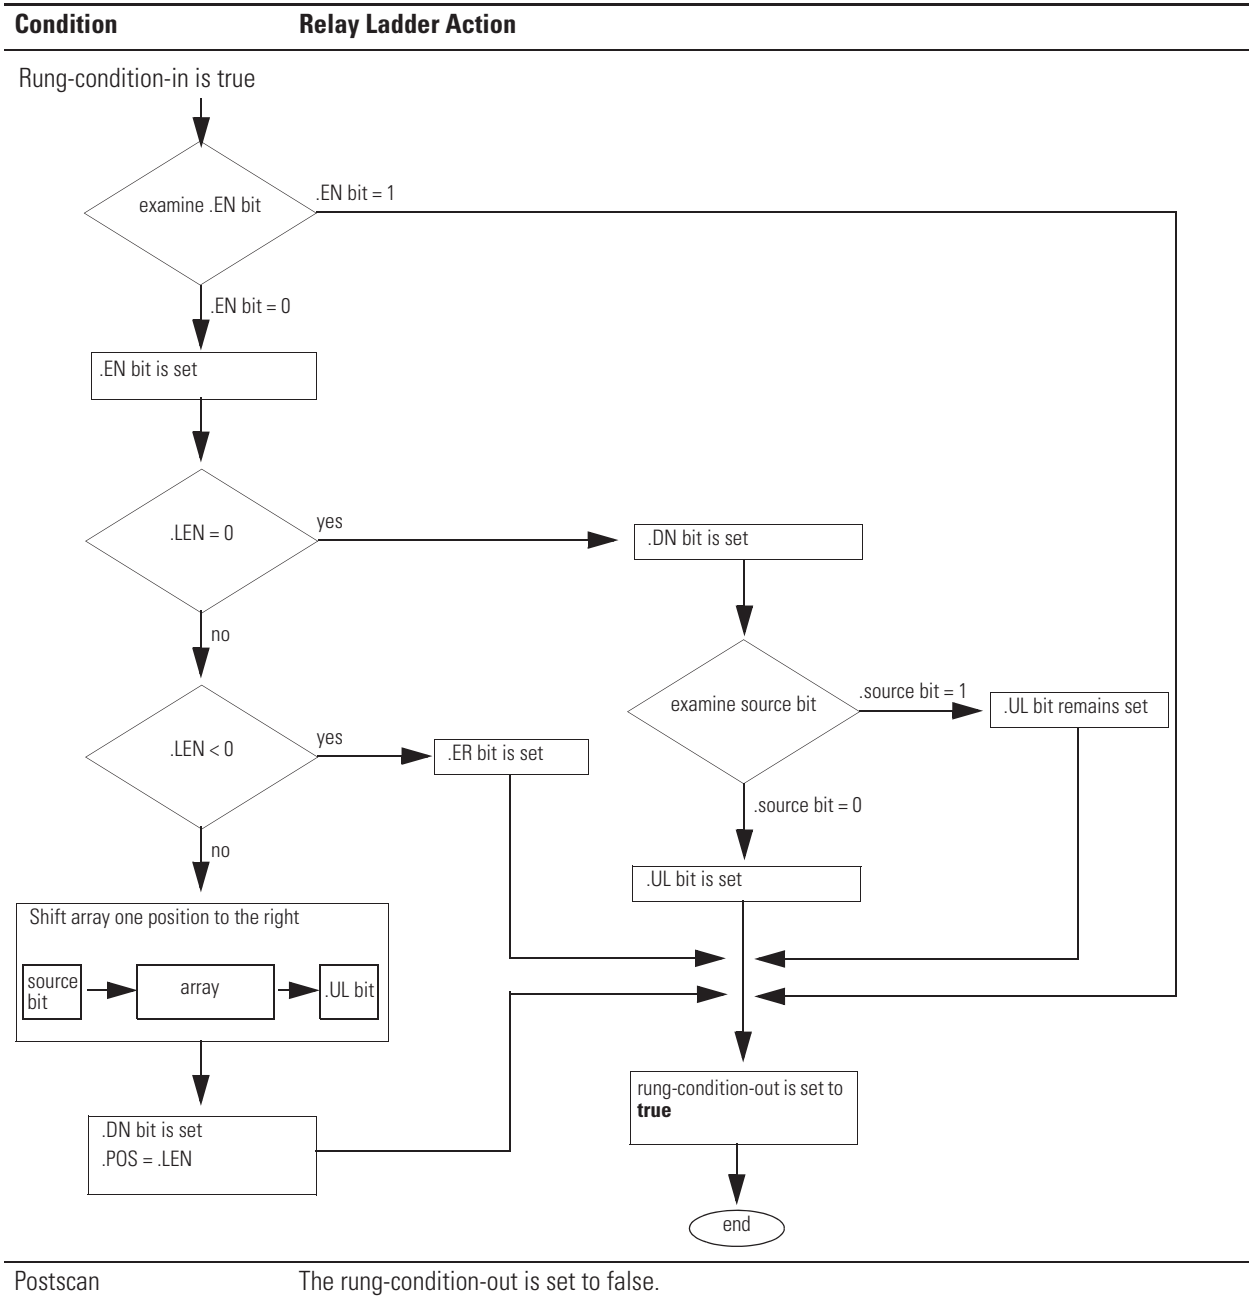 Condition Relay Ladder Action
Rung-condition-in is true
examine .EN bit
.EN bit = 1
.EN bit = 0
.EN bit is set
.LEN = 0
yes
.DN bit is set
no
examine source bit
.source bit = 1
.UL bit remains set
.LEN < 0
yes
.ER bit is set
.source bit = 0
no
.UL bit is set
Shift array one position to the right
source
bit
array
.UL bit
rung-condition-out is set to
true
.DN bit is set
.POS = .LEN
end
Postscan The rung-condition-out is set to false.